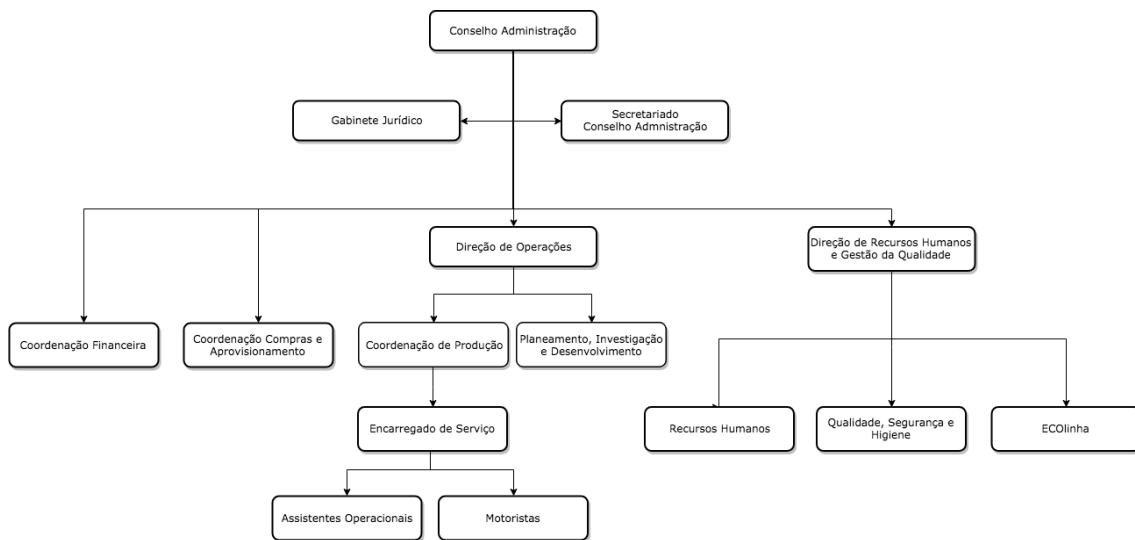 Conselho Administração
Gabinete Jurídico
Secretariado
Conselho Admnistração
Direção de Operações
Direção de Recursos Humanos
e Gestão da Qualidade
Coordenação Financeira
Coordenação Compras e
Aprovisionamento
Coordenação de Produção
Planeamento, Investigação
e Desenvolvimento
Encarregado de Serviço
Recursos Humanos
Qualidade, Segurança e
Higiene
ECOlinha
Assistentes Operacionais
Motoristas